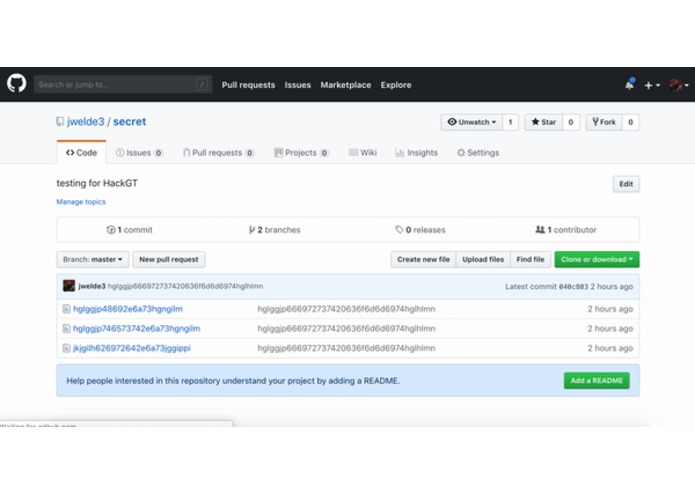 Search or jump to... /
Pull requests Issues Marketplace Explore
jwelde3 / secret
Unwatch 1 Star 0 Fork 0
Code Issues 0 Pull requests 0 Projects 0 Wiki Insights Settings
testing for HackGT
Edit
Manage topics
1 commit 2 branches 0 releases 1 contributor
Branch: master New pull request Create new file Upload files Find file Clone or download
jwelde3 hglggjp666972737420636f6d6d6974hglhlmn Latest commit 040c803 2 hours ago
hglggjp48692e6a73hgngilm hglggjp666972737420636f6d6d6974hglhlmn 2 hours ago
hglggjp746573742e6a73hgngilm hglggjp666972737420636f6d6d6974hglhlmn 2 hours ago
jkjgilh626972642e6a73jggippi hglggjp666972737420636f6d6d6974hglhlmn 2 hours ago
Help people interested in this repository understand your project by adding a README. Add a README